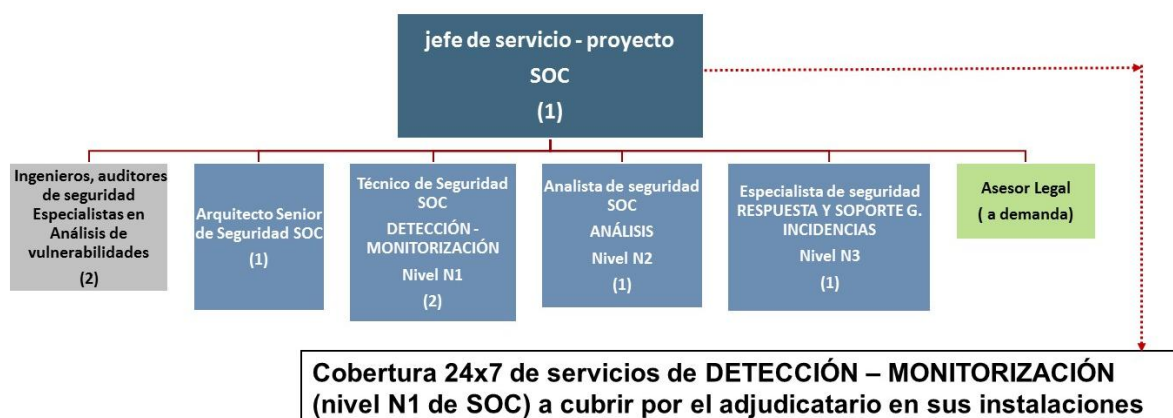 jefe de servicio - proyecto
SOC
(1)
Ingenieros, auditores
de seguridad
Especialistas en
Análisis de
vulnerabilidades
(2)
Arquitecto Senior
de Seguridad SOC
(1)
Técnico de Seguridad
SOC
DETECCIÓN -
MONITORIZACIÓN
Nivel N1
(2)
Analista de seguridad
SOC
ANÁLISIS
Nivel N2
(1)
Especialista de seguridad
RESPUESTA Y SOPORTE G.
INCIDENCIAS
Nivel N3
(1)
Asesor Legal
( a demanda)
Cobertura 24x7 de servicios de DETECCIÓN – MONITORIZACIÓN
(nivel N1 de SOC) a cubrir por el adjudicatario en sus instalaciones